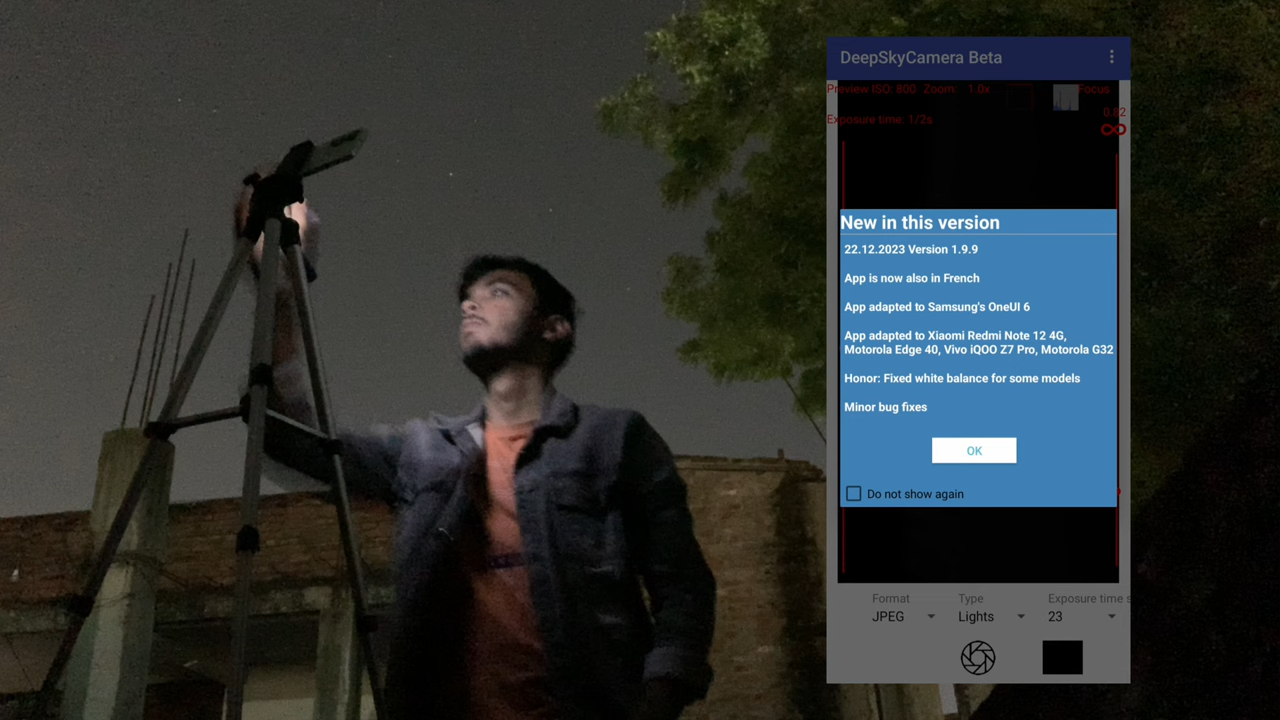 DeepSkyCamera Beta
Preview ISO: 800 Zoom: 1.0x Focus
0.82
Exposure time: 1/2s
New in this version
22.12.2023 Version 1.9.9
App is now also in French
App adapted to Samsung's OneUI 6
App adapted to Xiaomi Redmi Note 12 4G,
Motorola Edge 40, Vivo iQOO Z7 Pro, Motorola G32
Honor: Fixed white balance for some models
Minor bug fixes
OK
Do not show again
Format Type Exposure time s
JPEG Lights 23